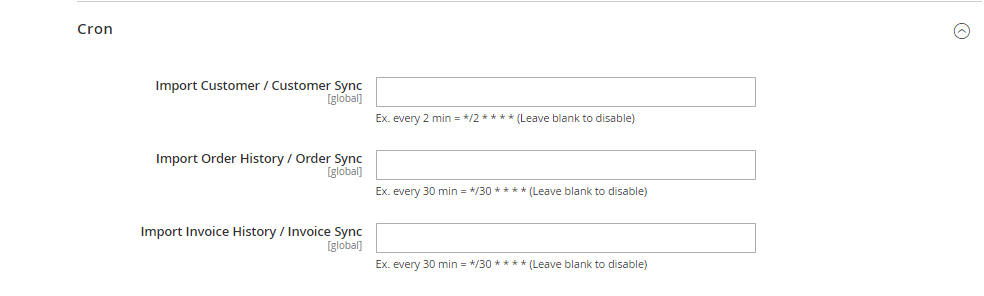 Cron
Import Customer / Customer Sync
[global]
Ex. every 2 min = */2 * * * * (Leave blank to disable)
Import Order History / Order Sync
[global]
Ex. every 30 min = */30 * * * * (Leave blank to disable)
Import Invoice History / Invoice Sync
[global]
Ex. every 30 min = */30 * * * * (Leave blank to disable)